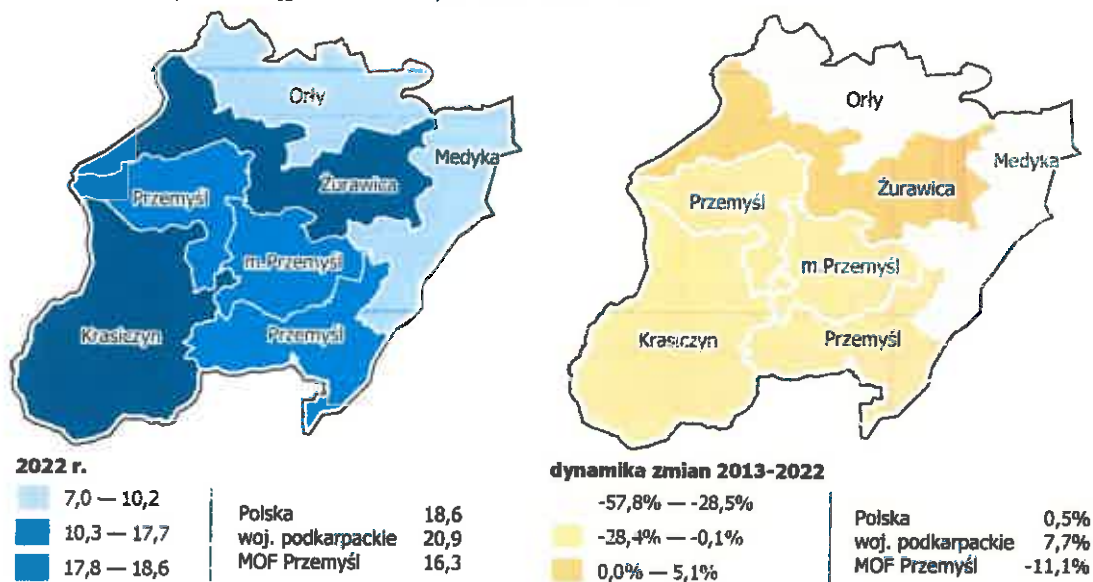 Orły
Medyka
Żurawica
Przemyśl
m.Przemyśl
Krasiczyn
Przemyśl
2022 r.
7,0 — 10,2
10,3 — 17,7
17,8 — 18,6
Polska 18,6
woj. podkarpackie 20,9
MOF Przemyśl 16,3
Orły
Medyka
Żurawica
Przemyśl
m.Przemyśl
Krasiczyn
Przemyśl
dynamika zmian 2013-2022
-57,8% — -28,5%
-28,4% — -0,1%
0,0% — 5,1%
Polska 0,5%
woj. podkarpackie 7,7%
MOF Przemyśl -11,1%